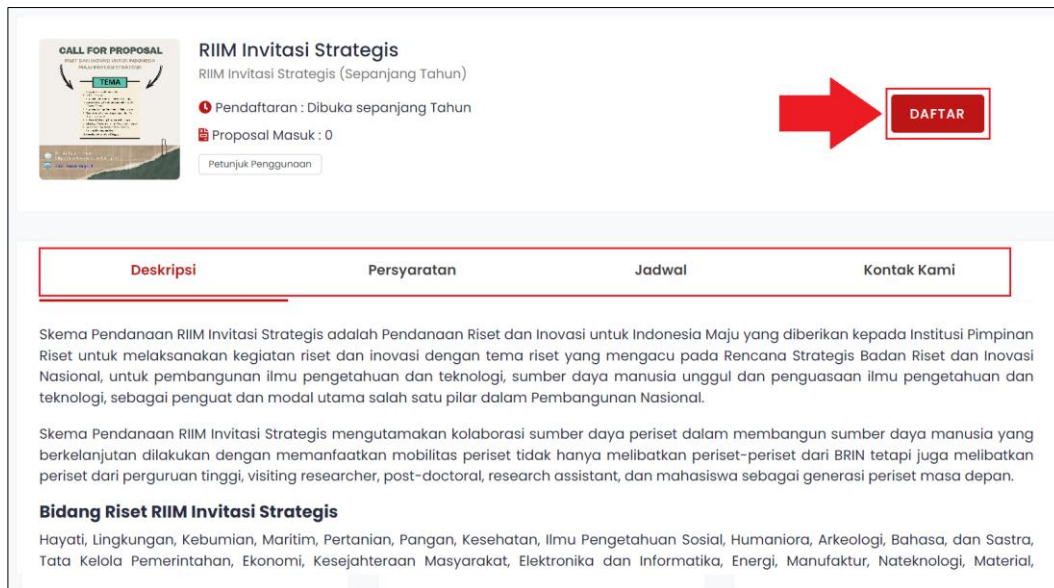 CALL FOR PROPOSAL
RISET DAN INOVASI UNTUK INDONESIA
TEMA
RIIM Invitasi Strategis
RIIM Invitasi Strategis (Sepanjang Tahun)
Pendaftaran : Dibuka sepanjang Tahun
Proposal Masuk : 0
Petunjuk Penggunaan
DAFTAR
Deskripsi Persyaratan Jadwal Kontak Kami
Skema Pendanaan RIIM Invitasi Strategis adalah Pendanaan Riset dan Inovasi untuk Indonesia Maju yang diberikan kepada Institusi Pimpinan
Riset untuk melaksanakan kegiatan riset dan inovasi dengan tema riset yang mengacu pada Rencana Strategis Badan Riset dan Inovasi
Nasional, untuk pembangunan ilmu pengetahuan dan teknologi, sumber daya manusia unggul dan penguasaan ilmu pengetahuan dan
teknologi, sebagai penguat dan modal utama salah satu pilar dalam Pembangunan Nasional.
Skema Pendanaan RIIM Invitasi Strategis mengutamakan kolaborasi sumber daya periset dalam membangun sumber daya manusia yang
berkelanjutan dilakukan dengan memanfaatkan mobilitas periset tidak hanya melibatkan periset-periset dari BRIN tetapi juga melibatkan
periset dari perguruan tinggi, visiting researcher, post-doctoral, research assistant, dan mahasiswa sebagai generasi periset masa depan.
Bidang Riset RIIM Invitasi Strategis
Hayati, Lingkungan, Kebumian, Maritim, Pertanian, Pangan, Kesehatan, Ilmu Pengetahuan Sosial, Humaniora, Arkeologi, Bahasa, dan Sastra,
Tata Kelola Pemerintahan, Ekonomi, Kesejahteraan Masyarakat, Elektronika dan Informatika, Energi, Manufaktur, Nateknologi, Material,